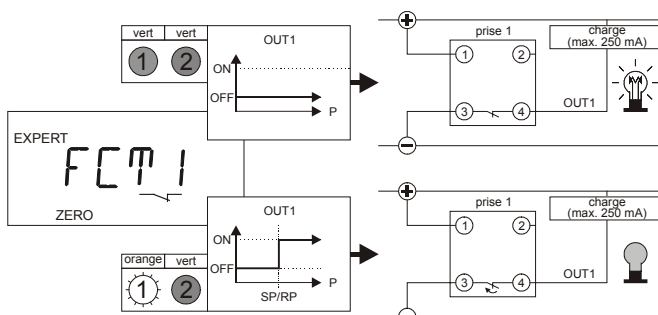 vert vert
1 2
OUT1
ON
OFF
P
prise 1
charge
(max. 250 mA)
1 2
3 4
OUT1
EXPERT
FCT1
ZERO
orange vert
1 2
OUT1
ON
OFF
P
SP/RP
prise 1
charge
(max. 250 mA)
1 2
3 4
OUT1